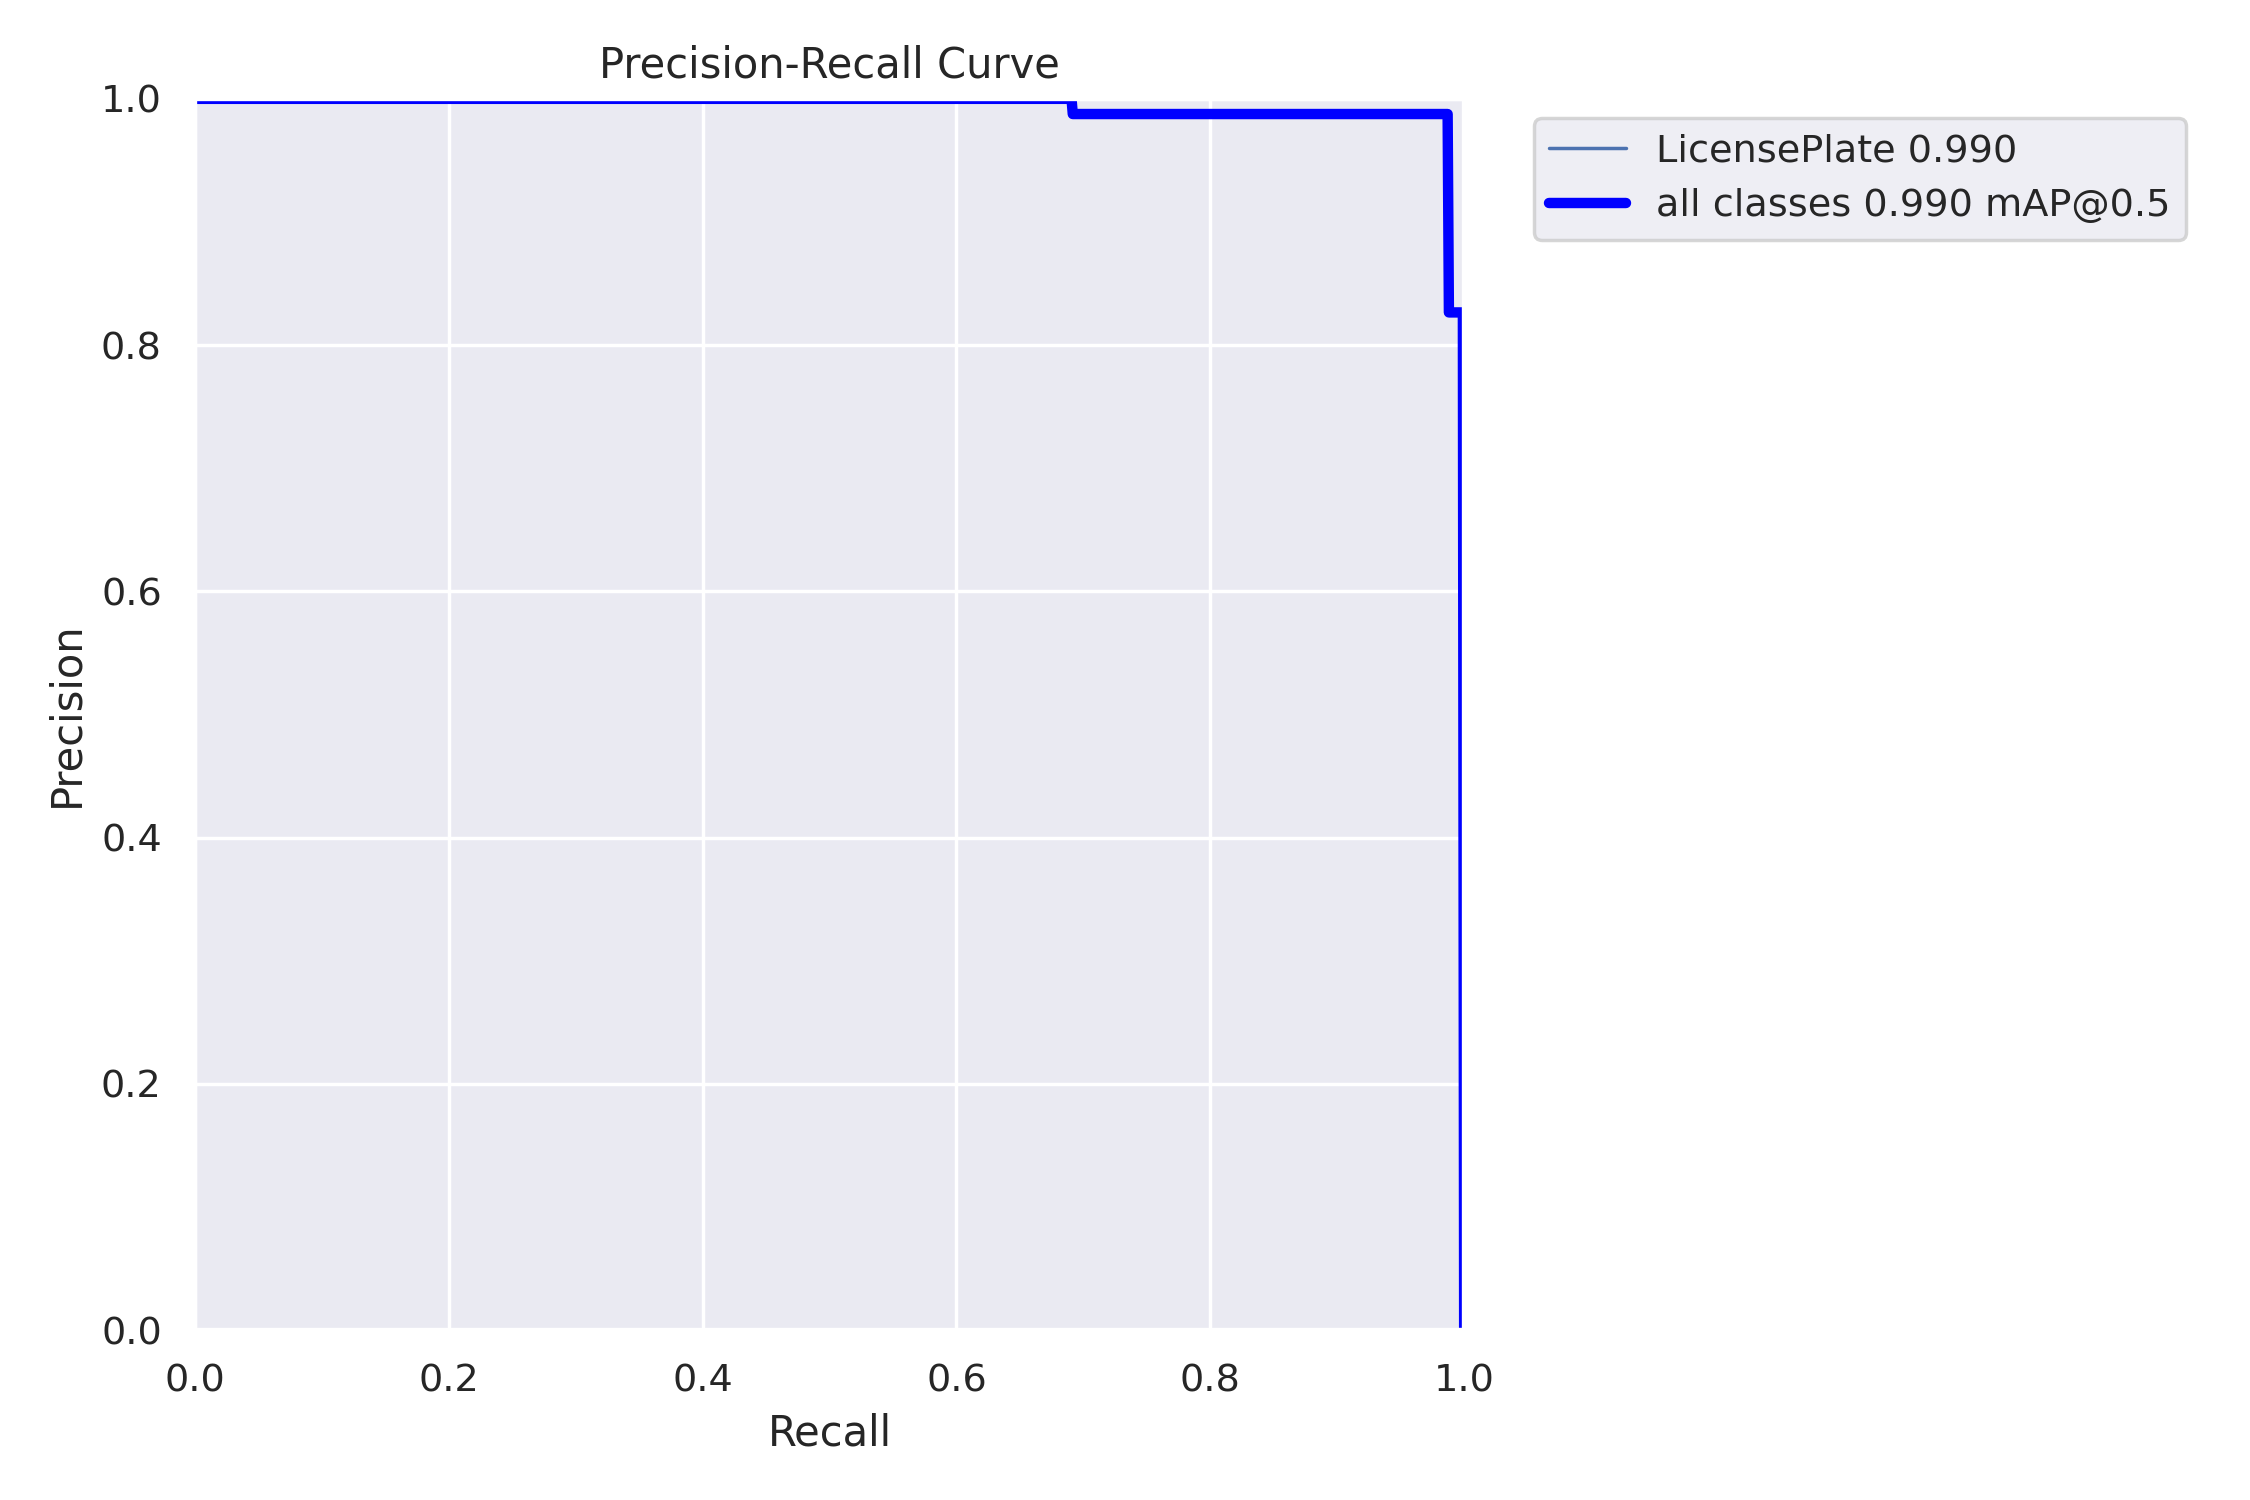 Precision-Recall Curve
1.0
0.8
0.6
0.4
0.2
0.0
Precision
0.0 0.2 0.4 0.6 0.8 1.0
Recall
LicensePlate 0.990
all classes 0.990 mAP@0.5